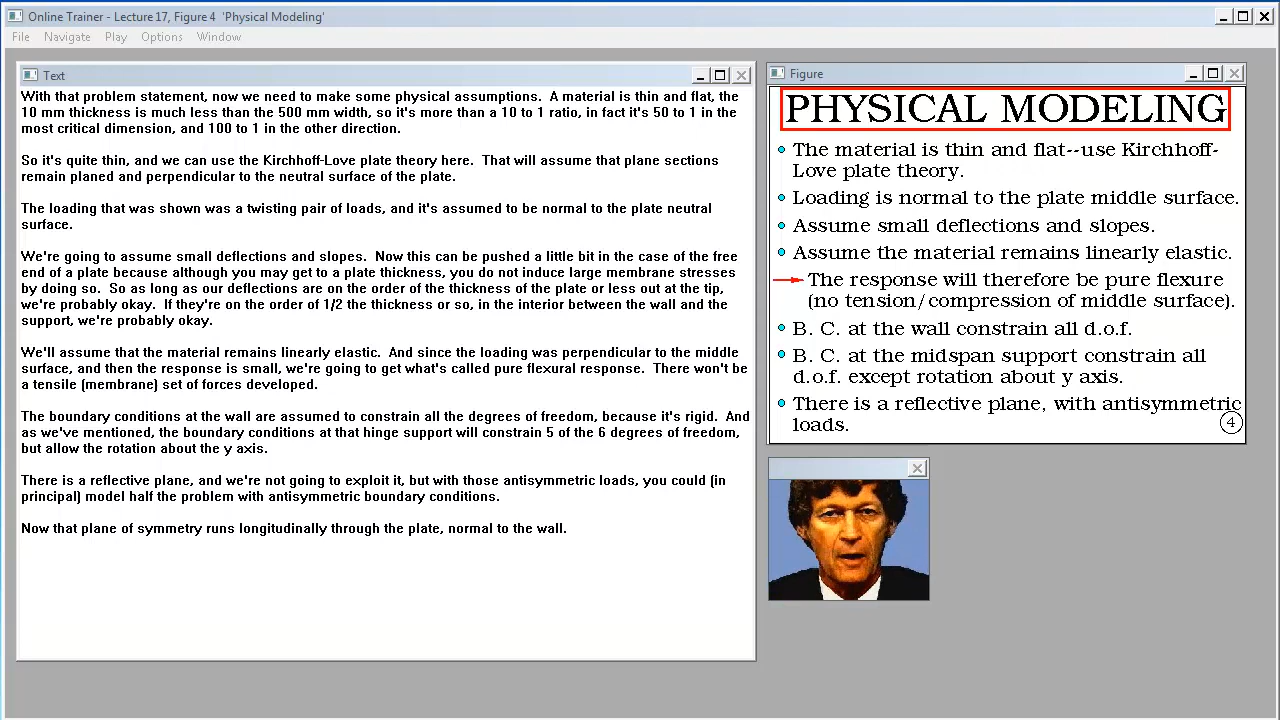 Online Trainer - Lecture 17, Figure 4 'Physical Modeling'
File Navigate Play Options Window
Text
With that problem statement, now we need to make some physical assumptions. A material is thin and flat, the
10 mm thickness is much less than the 500 mm width, so it's more than a 10 to 1 ratio, in fact it's 50 to 1 in the
most critical dimension, and 100 to 1 in the other direction.
So it's quite thin, and we can use the Kirchhoff-Love plate theory here. That will assume that plane sections
remain planed and perpendicular to the neutral surface of the plate.
The loading that was shown was a twisting pair of loads, and it's assumed to be normal to the plate neutral
surface.
We're going to assume small deflections and slopes. Now this can be pushed a little bit in the case of the free
end of a plate because although you may get to a plate thickness, you do not induce large membrane stresses
by doing so. So as long as our deflections are on the order of the thickness of the plate or less out at the tip,
we're probably okay. If they're on the order of 1/2 the thickness or so, in the interior between the wall and the
support, we're probably okay.
We'll assume that the material remains linearly elastic. And since the loading was perpendicular to the middle
surface, and then the response is small, we're going to get what's called pure flexural response. There won't be
a tensile (membrane) set of forces developed.
The boundary conditions at the wall are assumed to constrain all the degrees of freedom, because it's rigid. And
as we've mentioned, the boundary conditions at that hinge support will constrain 5 of the 6 degrees of freedom,
but allow the rotation about the y axis.
There is a reflective plane, and we're not going to exploit it, but with those antisymmetric loads, you could (in
principal) model half the problem with antisymmetric boundary conditions.
Now that plane of symmetry runs longitudinally through the plate, normal to the wall.
Figure
PHYSICAL MODELING
The material is thin and flat--use Kirchhoff-
Love plate theory.
Loading is normal to the plate middle surface.
Assume small deflections and slopes.
Assume the material remains linearly elastic.
The response will therefore be pure flexure
(no tension/compression of middle surface).
B. C. at the wall constrain all d.o.f.
B. C. at the midspan support constrain all
d.o.f. except rotation about y axis.
There is a reflective plane, with antisymmetric
loads.
4